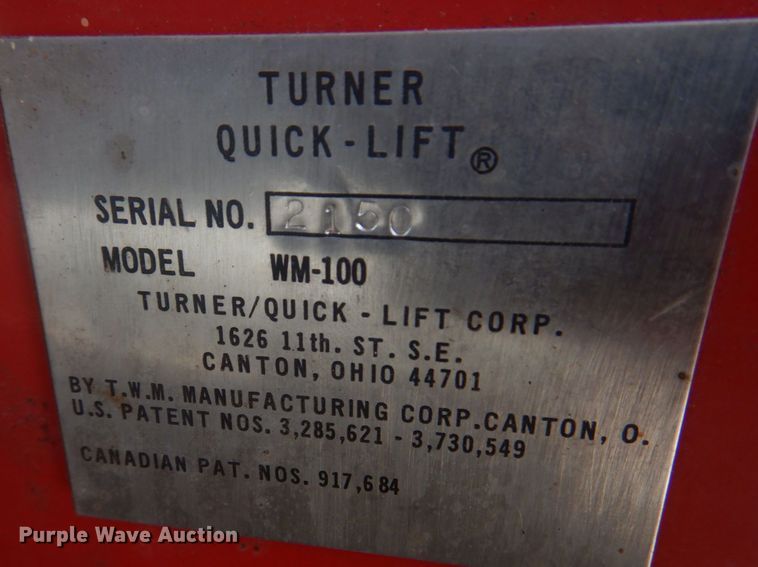 TURNER
QUICK-LIFT®
SERIAL NO. 2150
MODEL WM-100
TURNER/QUICK - LIFT CORP.
1626 11th. ST. S.E.
CANTON, OHIO 44701
BY T.W.M. MANUFACTURING CORP.CANTON, O.
U.S. PATENT NOS. 3,285,621 - 3,730,549
CANADIAN PAT. NOS. 917,684
Purple Wave Auction